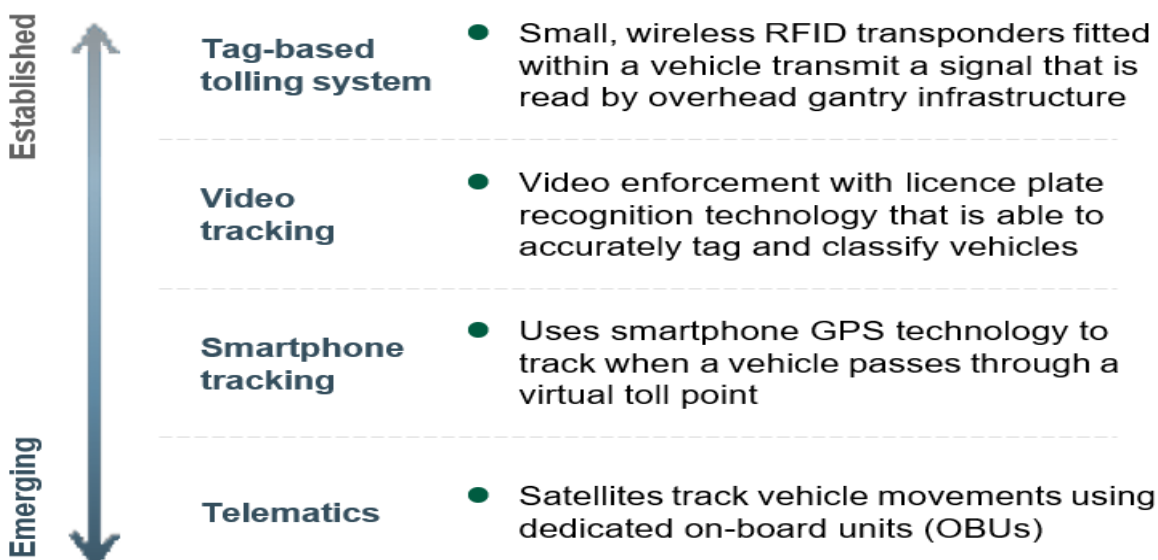 Established
Tag-based
tolling system
● Small, wireless RFID transponders fitted
within a vehicle transmit a signal that is
read by overhead gantry infrastructure
Video
tracking
● Video enforcement with licence plate
recognition technology that is able to
accurately tag and classify vehicles
Smartphone
tracking
● Uses smartphone GPS technology to
track when a vehicle passes through a
virtual toll point
Emerging
Telematics
● Satellites track vehicle movements using
dedicated on-board units (OBUs)